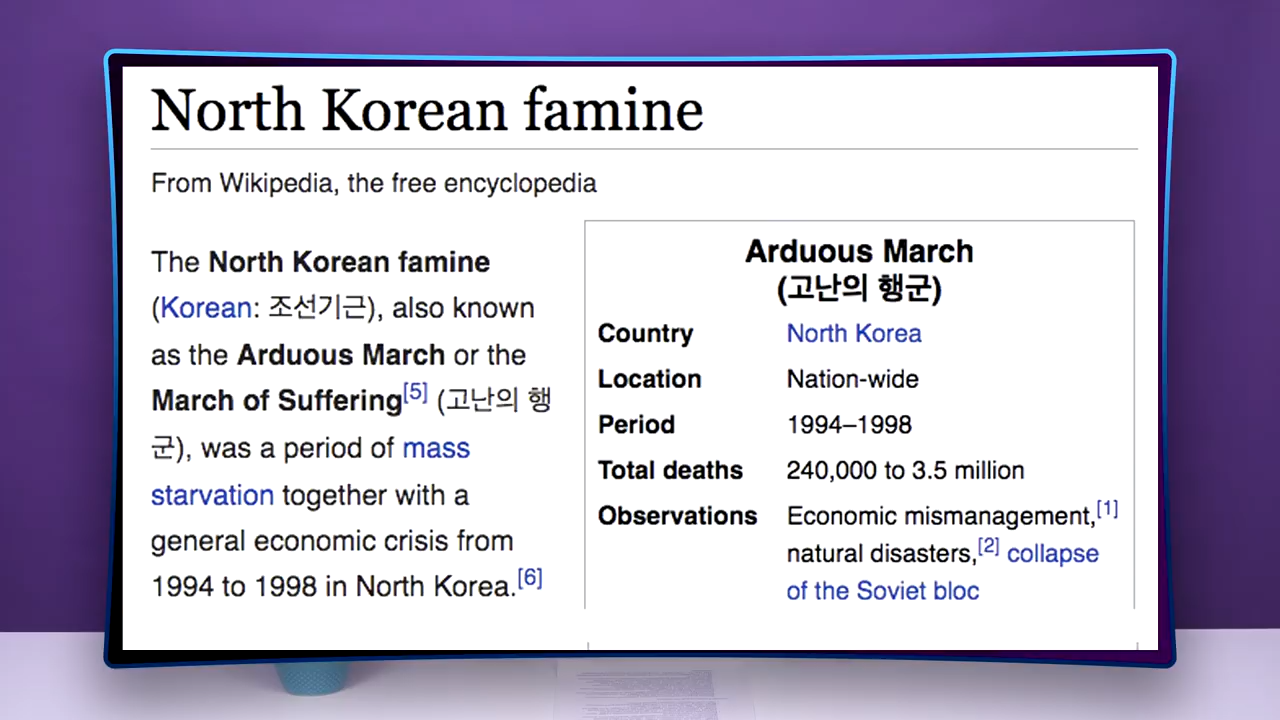 North Korean famine
From Wikipedia, the free encyclopedia
The North Korean famine
(Korean: 조선기근), also known
as the Arduous March or the
March of Suffering[5] (고난의 행
군), was a period of mass
starvation together with a
general economic crisis from
1994 to 1998 in North Korea.[6]
Arduous March
(고난의 행군)
Country North Korea
Location Nation-wide
Period 1994–1998
Total deaths 240,000 to 3.5 million
Observations Economic mismanagement,[1]
natural disasters,[2] collapse
of the Soviet bloc